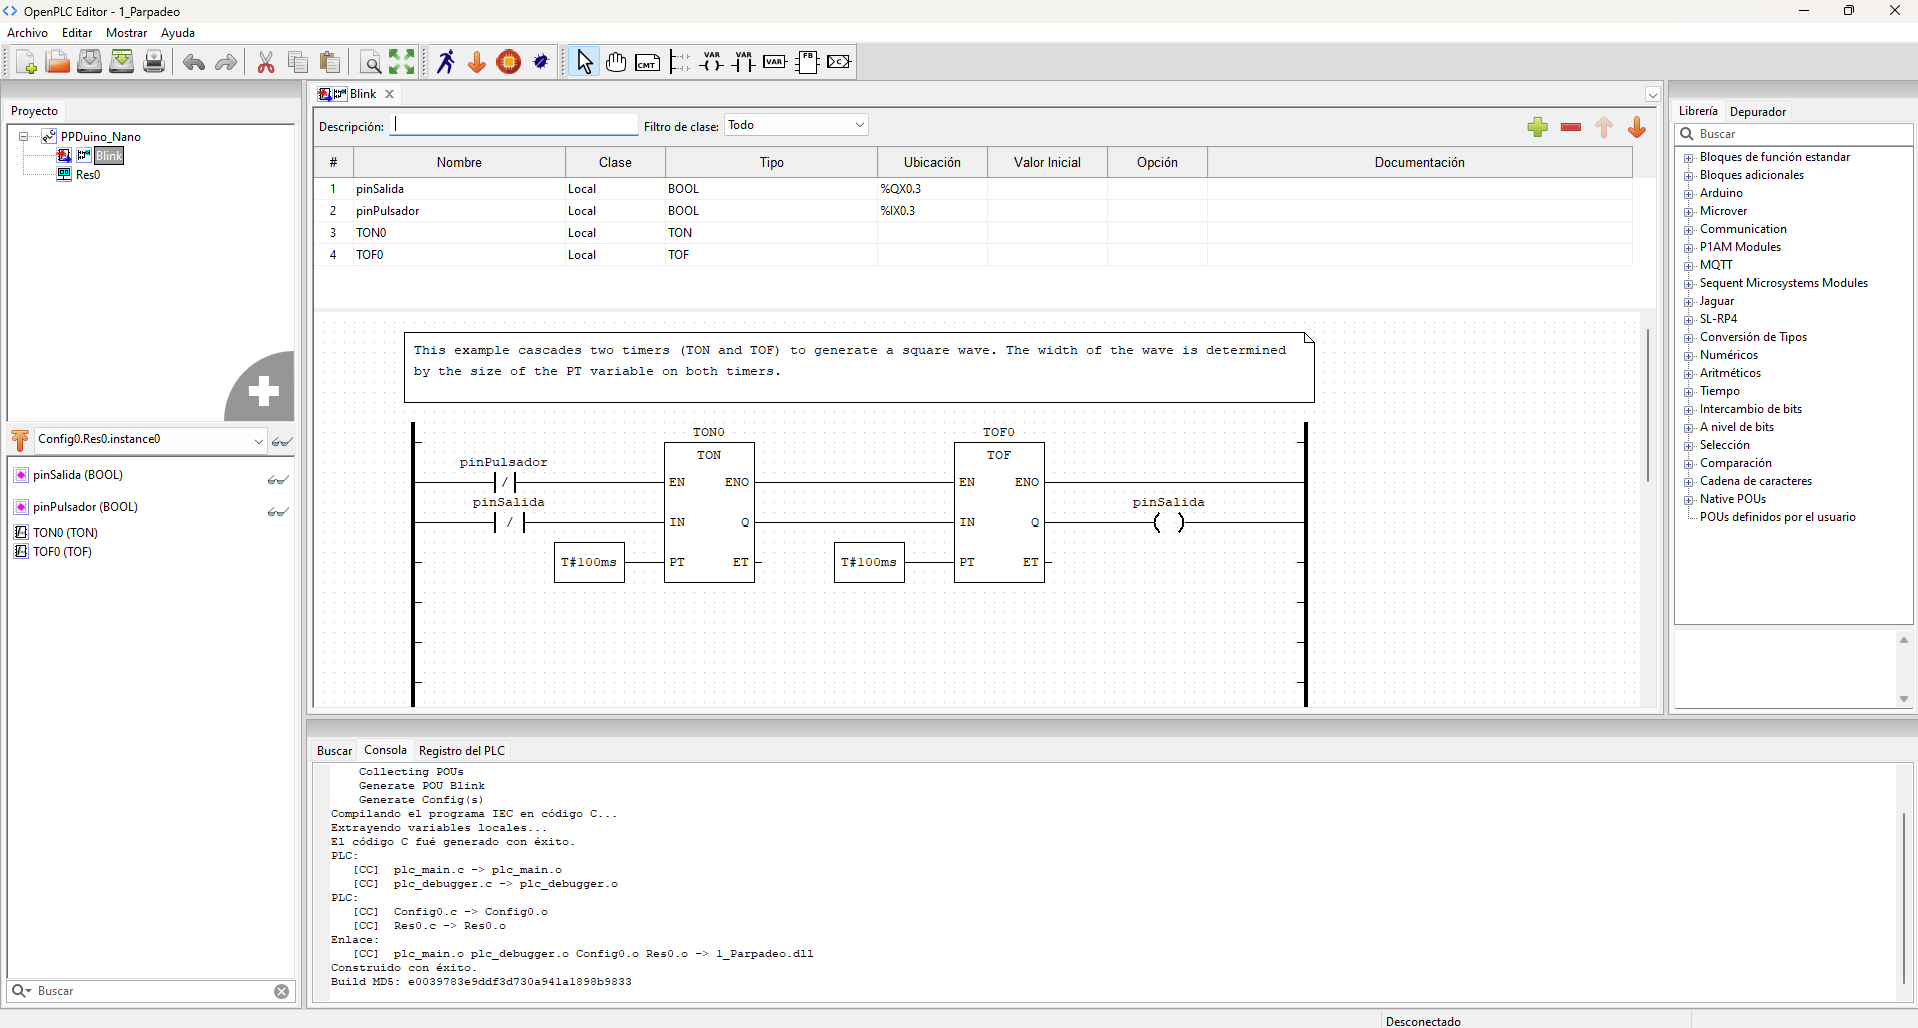 OpenPLC Editor - 1_Parpadeo
Archivo Editar Mostrar Ayuda
CMT VAR VAR VAR FB >C>
Proyecto
PPDuino_Nano
Blink
Res0
Config0.Res0.instance0
pinSalida (BOOL)
pinPulsador (BOOL)
TON0 (TON)
TOF0 (TOF)
Buscar
Blink
Descripción: Filtro de clase: Todo
# Nombre Clase Tipo Ubicación Valor Inicial Opción Documentación
1 pinSalida Local BOOL %QX0.3
2 pinPulsador Local BOOL %IX0.3
3 TON0 Local TON
4 TOF0 Local TOF
This example cascades two timers (TON and TOF) to generate a square wave. The width of the wave is determined
by the size of the PT variable on both timers.
TON0 TOF0
TON TOF
pinPulsador
EN ENO EN ENO
pinSalida pinSalida
IN Q IN Q
T#100ms PT ET T#100ms PT ET
Librería Depurador
Buscar
Bloques de función estandar
Bloques adicionales
Arduino
Microver
Communication
P1AM Modules
MQTT
Sequent Microsystems Modules
Jaguar
SL-RP4
Conversión de Tipos
Numéricos
Aritméticos
Tiempo
Intercambio de bits
A nivel de bits
Selección
Comparación
Cadena de caracteres
Native POUs
POUs definidos por el usuario
Buscar Consola Registro del PLC
Collecting POUs
Generate POU Blink
Generate Config(s)
Compilando el programa IEC en código C...
Extrayendo variables locales...
El código C fué generado con éxito.
PLC:
[CC] plc_main.c -> plc_main.o
[CC] plc_debugger.c -> plc_debugger.o
PLC:
[CC] Config0.c -> Config0.o
[CC] Res0.c -> Res0.o
Enlace:
[CC] plc_main.o plc_debugger.o Config0.o Res0.o -> 1_Parpadeo.dll
Construido con éxito.
Build MD5: e0039783e9ddf3d730a941a1898b9833
Desconectado